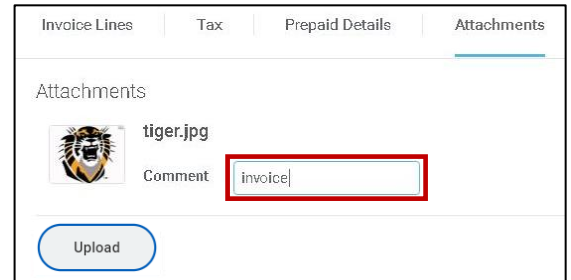 Invoice Lines Tax Prepaid Details Attachments
Attachments
tiger.jpg
Comment invoice
Upload